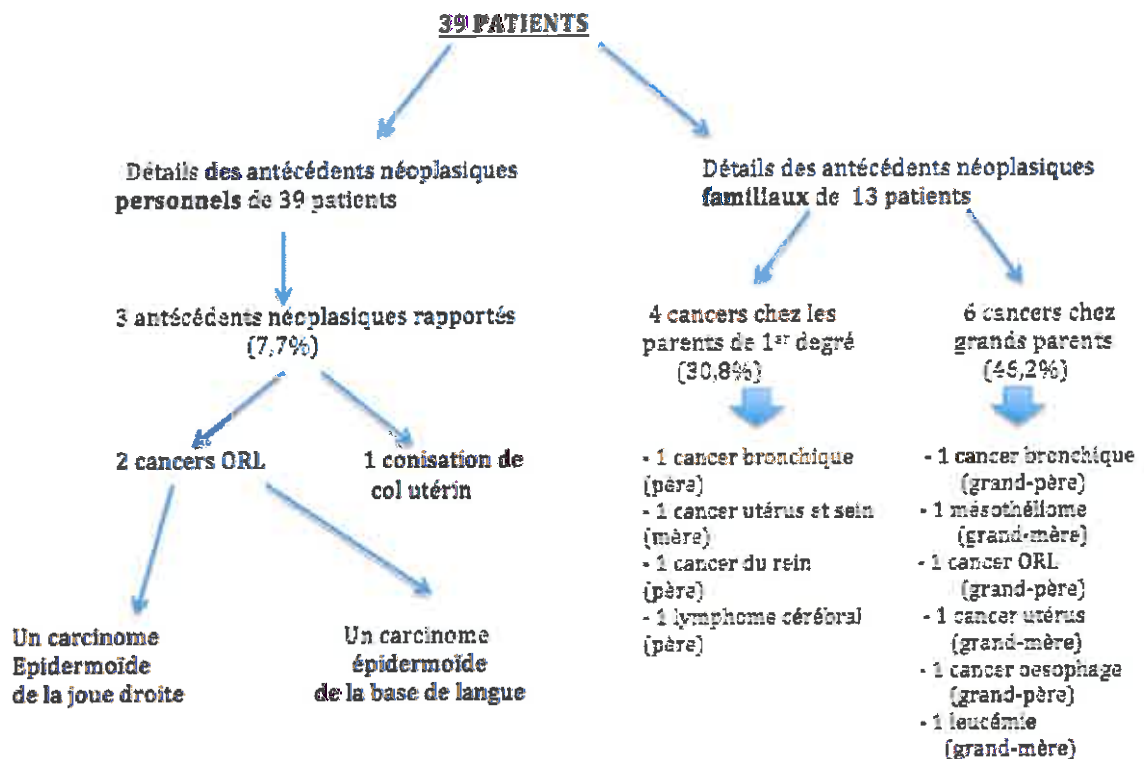 39 PATIENTS
Détails des antécédents néoplasiques
personnels de 39 patients
3 antécédents néoplasiques rapportés
(7,7%)
2 cancers ORL
1 conisation de
col utérin
Un carcinome
Epidermoïde
de la joue droite
Un carcinome
épidermoïde
de la base de langue
Détails des antécédents néoplasiques
familiaux de 13 patients
4 cancers chez les
parents de 1er degré
(30,8%)
- 1 cancer bronchique
(père)
- 1 cancer utérus et sein
(mère)
- 1 cancer du rein
(père)
- 1 lymphome cérébral
(père)
6 cancers chez
grands parents
(46,2%)
- 1 cancer bronchique
(grand-père)
- 1 mésothéliome
(grand-mère)
- 1 cancer ORL
(grand-père)
- 1 cancer utérus
(grand-mère)
- 1 cancer oesophage
(grand-père)
- 1 leucémie
(grand-mère)